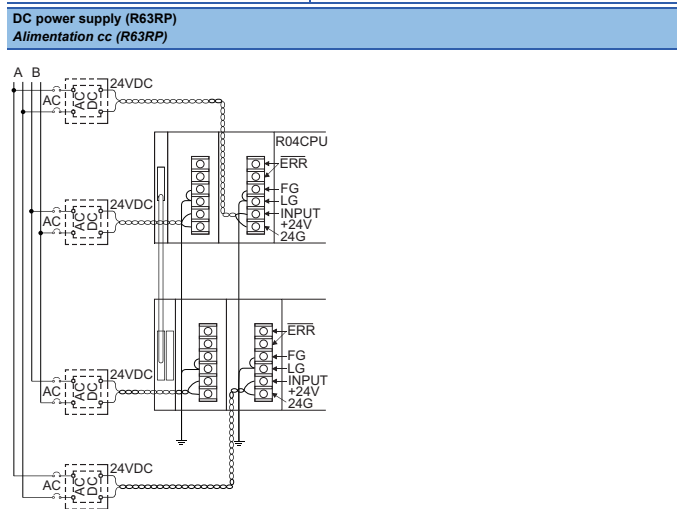 DC power supply (R63RP)
Alimentation cc (R63RP)
A B
24VDC
AC
AC
DC
R04CPU
ERR
FG
LG
INPUT
+24V
24G
24VDC
AC
AC
DC
ERR
FG
LG
INPUT
+24V
24G
24VDC
AC
AC
DC
24VDC
AC
AC
DC